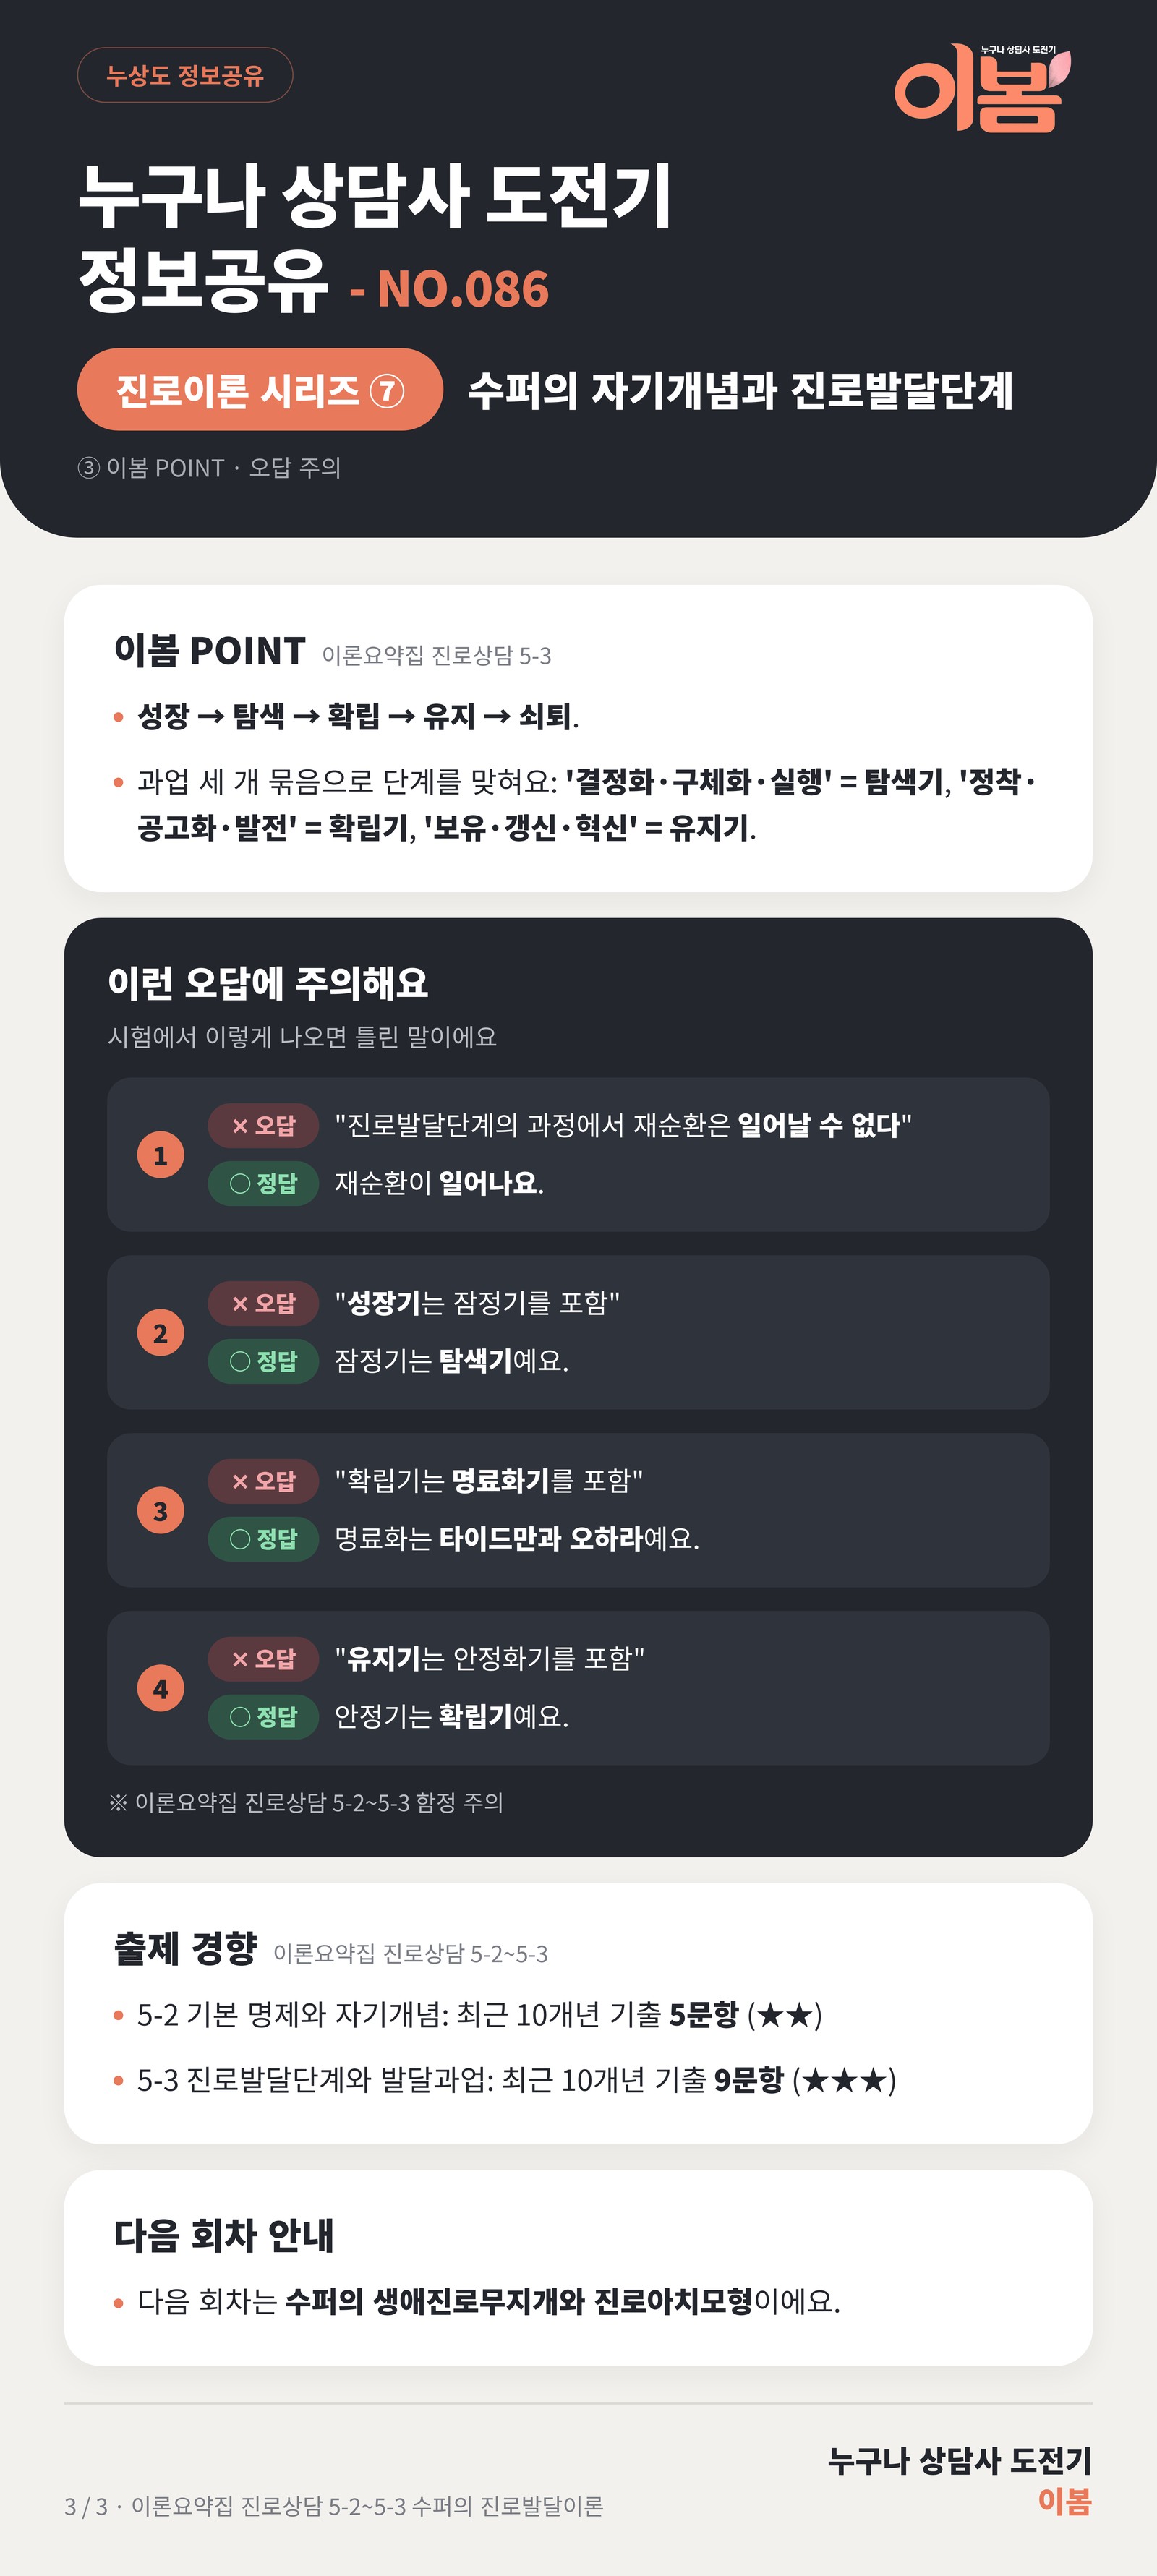 누상도 정보공유
누구나 상담사 도전기
이봄
누구나 상담사 도전기
정보공유 - NO.086
진로이론 시리즈 ⑦ 수퍼의 자기개념과 진로발달단계
③ 이봄 POINT · 오답 주의
이봄 POINT 이론요약집 진로상담 5-3
• 성장 → 탐색 → 확립 → 유지 → 쇠퇴.
• 과업 세 개 묶음으로 단계를 맞혀요: '결정화·구체화·실행' = 탐색기, '정착·
공고화·발전' = 확립기, '보유·갱신·혁신' = 유지기.
이런 오답에 주의해요
시험에서 이렇게 나오면 틀린 말이에요
1
× 오답 "진로발달단계의 과정에서 재순환은 일어날 수 없다"
○ 정답 재순환이 일어나요.
2
× 오답 "성장기는 잠정기를 포함"
○ 정답 잠정기는 탐색기예요.
3
× 오답 "확립기는 명료화기를 포함"
○ 정답 명료화는 타이드만과 오하라예요.
4
× 오답 "유지기는 안정화기를 포함"
○ 정답 안정기는 확립기예요.
※ 이론요약집 진로상담 5-2~5-3 함정 주의
출제 경향 이론요약집 진로상담 5-2~5-3
• 5-2 기본 명제와 자기개념: 최근 10개년 기출 5문항 (★★)
• 5-3 진로발달단계와 발달과업: 최근 10개년 기출 9문항 (★★★)
다음 회차 안내
• 다음 회차는 수퍼의 생애진로무지개와 진로아치모형이에요.
누구나 상담사 도전기
3 / 3 · 이론요약집 진로상담 5-2~5-3 수퍼의 진로발달이론
이봄